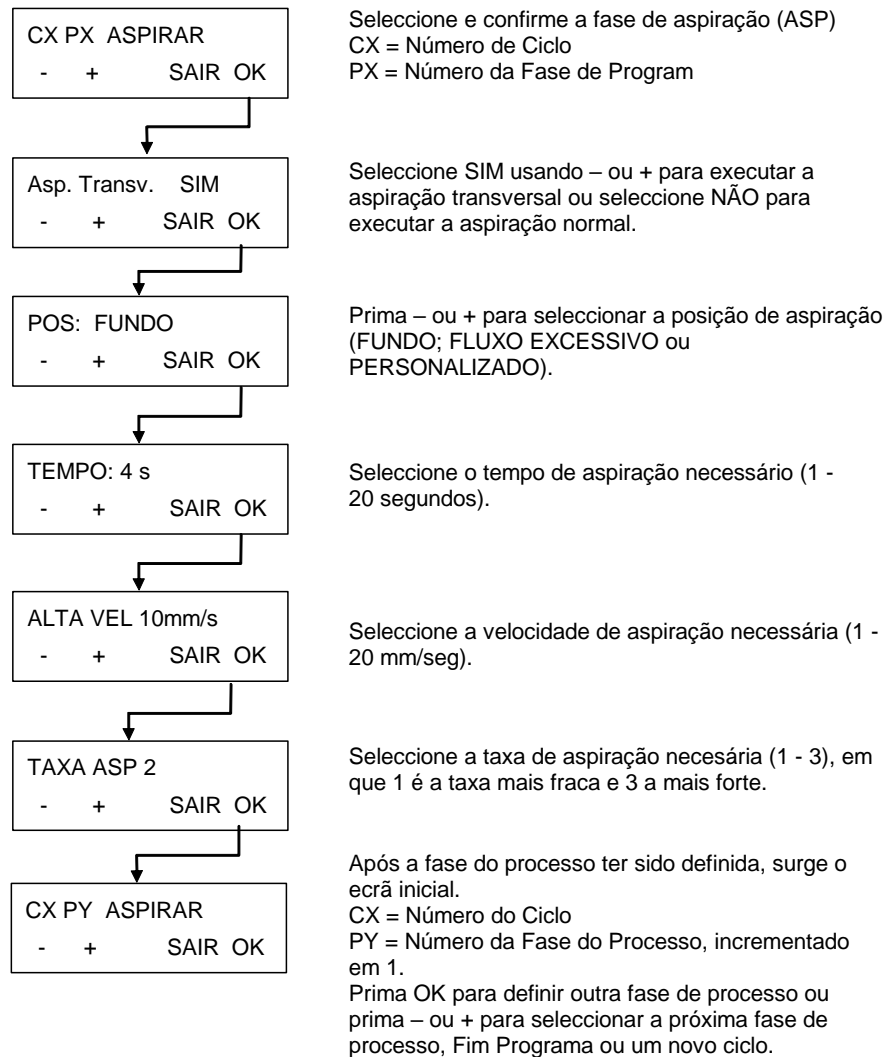 CX PX ASPIRAR
- + SAIR OK
Seleccione e confirme a fase de aspiração (ASP)
CX = Número de Ciclo
PX = Número da Fase de Program
Asp. Transv. SIM
- + SAIR OK
Seleccione SIM usando – ou + para executar a
aspiração transversal ou seleccione NÃO para
executar a aspiração normal.
POS: FUNDO
- + SAIR OK
Prima – ou + para seleccionar a posição de aspiração
(FUNDO; FLUXO EXCESSIVO ou
PERSONALIZADO).
TEMPO: 4 s
- + SAIR OK
Seleccione o tempo de aspiração necessário (1 -
20 segundos).
ALTA VEL 10mm/s
- + SAIR OK
Seleccione a velocidade de aspiração necessária (1 -
20 mm/seg).
TAXA ASP 2
- + SAIR OK
Seleccione a taxa de aspiração necesária (1 - 3), em
que 1 é a taxa mais fraca e 3 a mais forte.
CX PY ASPIRAR
- + SAIR OK
Após a fase do processo ter sido definida, surge o
ecrã inicial.
CX = Número do Ciclo
PY = Número da Fase do Processo, incrementado
em 1.
Prima OK para definir outra fase de processo ou
prima – ou + para seleccionar a próxima fase de
processo, Fim Programa ou um novo ciclo.